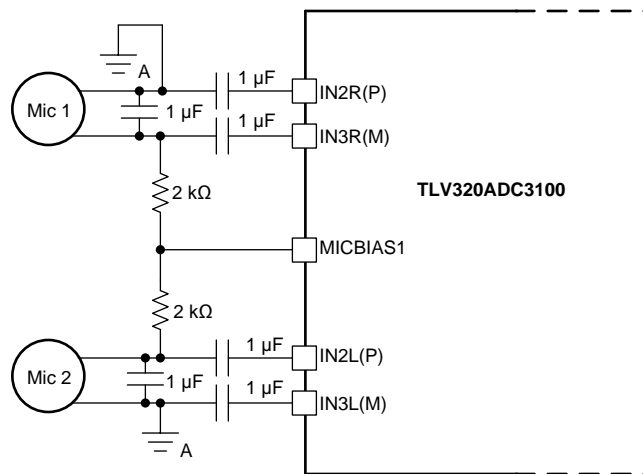 A
1 µF
IN2R(P)
Mic 1
1 µF
1 µF
IN3R(M)
TLV320ADC3100
2 kΩ
MICBIAS1
2 kΩ
1 µF
IN2L(P)
Mic 2
1 µF
1 µF
IN3L(M)
A